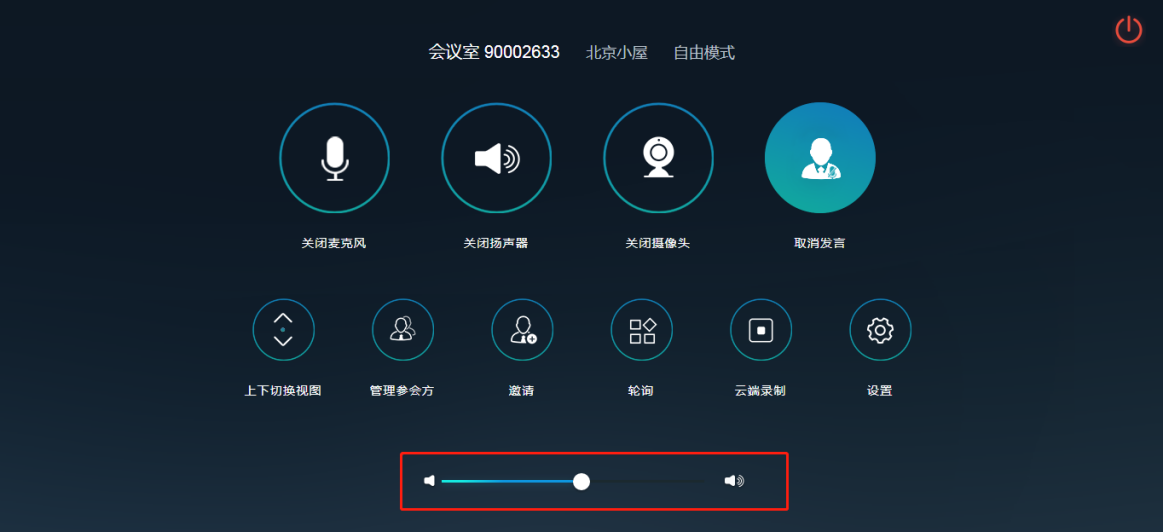 会议室 90002633 北京小屋 自由模式
关闭麦克风 关闭扬声器 关闭摄像头 取消发言
上下切换视图 管理参会方 邀请 轮询 云端录制 设置